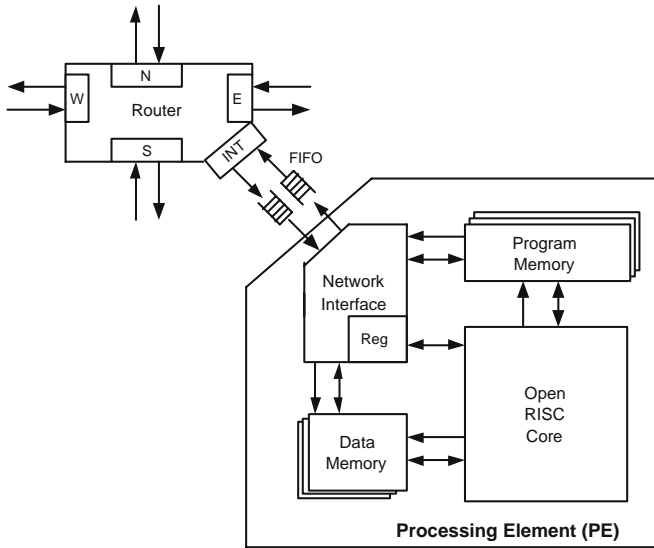 N
W
E
Router
S
INT
FIFO
Program
Memory
Network
Interface
Reg
Open
RISC
Core
Data
Memory
Processing Element (PE)